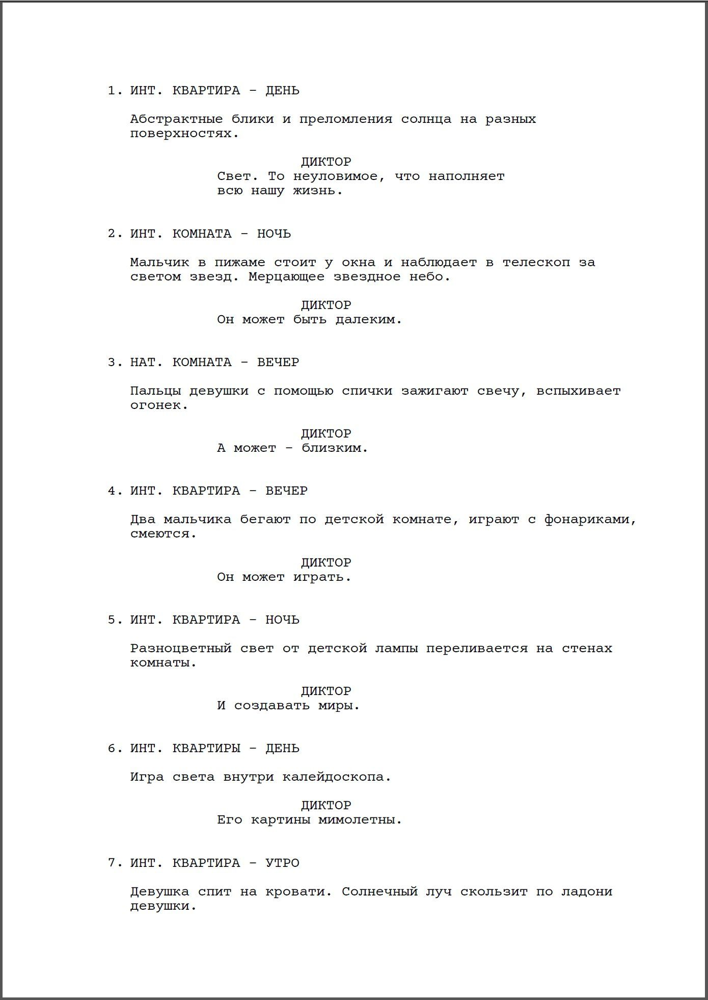 1. ИНТ. КВАРТИРА – ДЕНЬ
Абстрактные блики и преломления солнца на разных
поверхностях.
ДИКТОР
Свет. То неуловимое, что наполняет
всю нашу жизнь.
2. ИНТ. КОМНАТА – НОЧЬ
Мальчик в пижаме стоит у окна и наблюдает в телескоп за
светом звезд. Мерцающее звездное небо.
ДИКТОР
Он может быть далеким.
3. НАТ. КОМНАТА – ВЕЧЕР
Пальцы девушки с помощью спички зажигают свечу, вспыхивает
огонек.
ДИКТОР
А может – близким.
4. ИНТ. КВАРТИРА – ВЕЧЕР
Два мальчика бегают по детской комнате, играют с фонариками,
смеются.
ДИКТОР
Он может играть.
5. ИНТ. КВАРТИРА – НОЧЬ
Разноцветный свет от детской лампы переливается на стенах
комнаты.
ДИКТОР
И создавать миры.
6. ИНТ. КВАРТИРЫ – ДЕНЬ
Игра света внутри калейдоскопа.
ДИКТОР
Его картины мимолетны.
7. ИНТ. КВАРТИРА – УТРО
Девушка спит на кровати. Солнечный луч скользит по ладони
девушки.